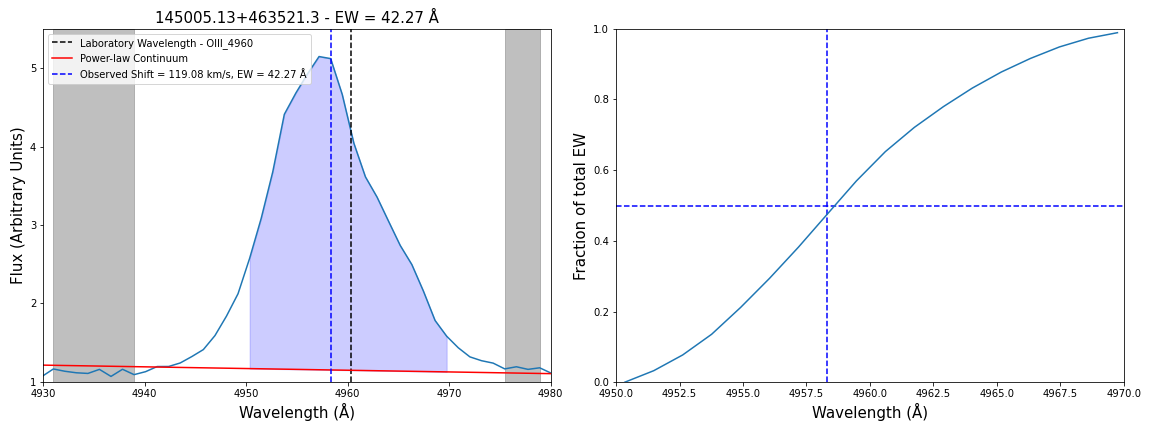 145005.13+463521.3 - EW = 42.27 Å
Laboratory Wavelength - OIII_4960
Power-law Continuum
Observed Shift = 119.08 km/s, EW = 42.27 Å
Flux (Arbitrary Units)
5
4
3
2
1
4930 4940 4950 4960 4970 4980
Wavelength (Å)
Fraction of total EW
1.0
0.8
0.6
0.4
0.2
0.0
4950.0 4952.5 4955.0 4957.5 4960.0 4962.5 4965.0 4967.5 4970.0
Wavelength (Å)